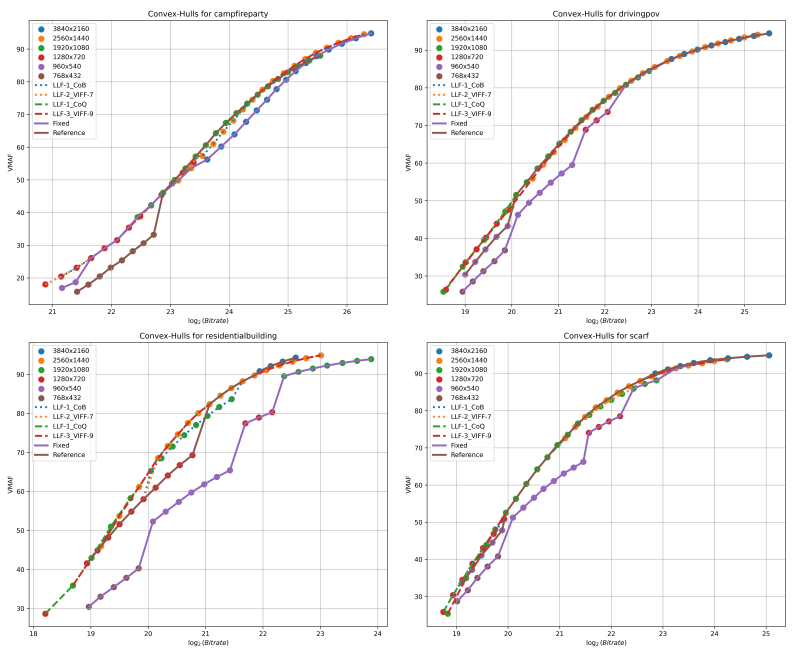 Convex-Hulls for campfireparty
3840x2160
2560x1440
1920x1080
1280x720
960x540
768x432
LLF-1_CoB
LLF-2_VIFF-7
LLF-1_CoQ
LLF-3_VIFF-9
Fixed
Reference
VMAF
90
80
70
60
50
40
30
20
21
22
23
24
25
26
log2 (Bitrate)
Convex-Hulls for drivingpov
3840x2160
2560x1440
1920x1080
1280x720
960x540
768x432
LLF-1_CoB
LLF-2_VIFF-7
LLF-1_CoQ
LLF-3_VIFF-9
Fixed
Reference
VMAF
90
80
70
60
50
40
30
19
20
21
22
23
24
25
log2 (Bitrate)
Convex-Hulls for residentialbuilding
3840x2160
2560x1440
1920x1080
1280x720
960x540
768x432
LLF-1_CoB
LLF-2_VIFF-7
LLF-1_CoQ
LLF-3_VIFF-9
Fixed
Reference
VMAF
90
80
70
60
50
40
30
18
19
20
21
22
23
24
log2 (Bitrate)
Convex-Hulls for scarf
3840x2160
2560x1440
1920x1080
1280x720
960x540
768x432
LLF-1_CoB
LLF-2_VIFF-7
LLF-1_CoQ
LLF-3_VIFF-9
Fixed
Reference
VMAF
90
80
70
60
50
40
30
19
20
21
22
23
24
25
log2 (Bitrate)